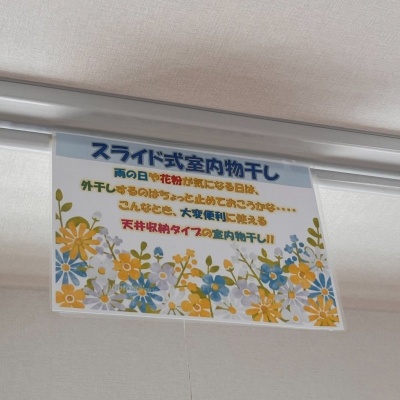 スライド式室内物干し
雨の日や花粉が気になる日は、
外干しするのはちょっと止めておこうかな････
こんなとき、大変便利に使える
天井収納タイプの室内物干し!!